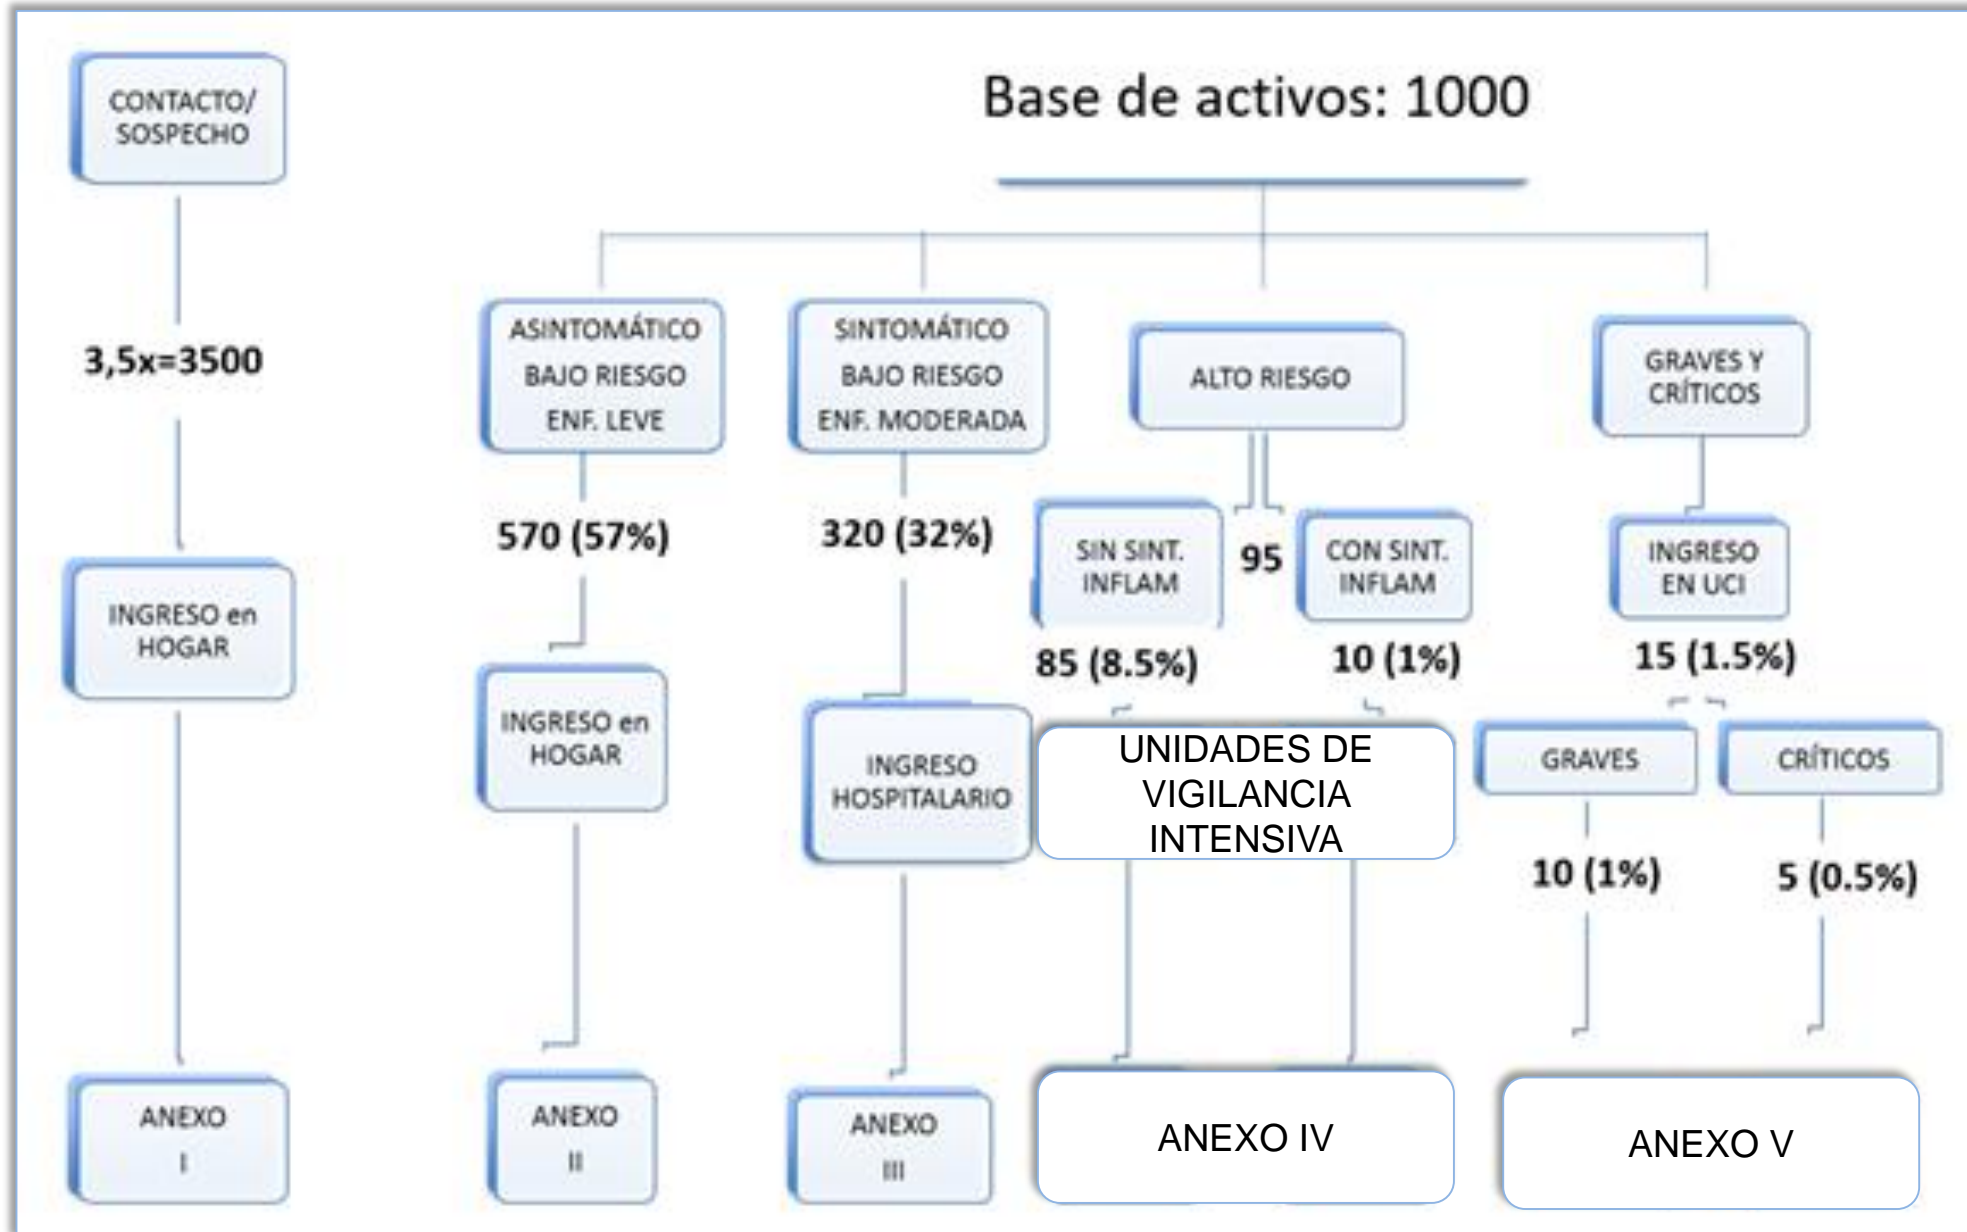 Base de activos: 1000
CONTACTO/
SOSPECHO
3,5x=3500
INGRESO en
HOGAR
ANEXO
I
ASINTOMÁTICO
BAJO RIESGO
ENF. LEVE
570 (57%)
INGRESO en
HOGAR
ANEXO
II
SINTOMÁTICO
BAJO RIESGO
ENF. MODERADA
320 (32%)
INGRESO
HOSPITALARIO
ANEXO
III
ALTO RIESGO
95
SIN SINT.
INFLAM
85 (8.5%)
CON SINT.
INFLAM
10 (1%)
UNIDADES DE
VIGILANCIA
INTENSIVA
ANEXO IV
GRAVES Y
CRÍTICOS
INGRESO
EN UCI
15 (1.5%)
GRAVES
10 (1%)
CRÍTICOS
5 (0.5%)
ANEXO V